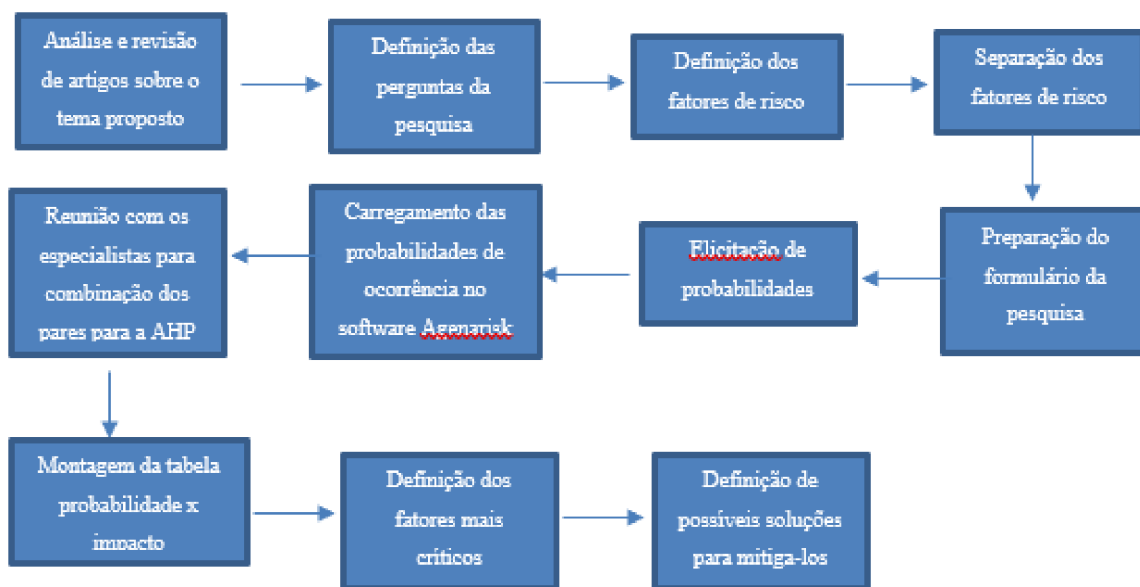 Análise e revisão
de artigos sobre o
tema proposto
Definição das
perguntas da
pesquisa
Definição dos
fatores de risco
Separação dos
fatores de risco
Preparação do
formulário da
pesquisa
Elicitação de
probabilidades
Carregamento das
probabilidades de
ocorrência no
software Agenarisk
Reunião com os
especialistas para
combinação dos
pares para a AHP
Montagem da tabela
probabilidade x
impacto
Definição dos
fatores mais
críticos
Definição de
possíveis soluções
para mitiga-los